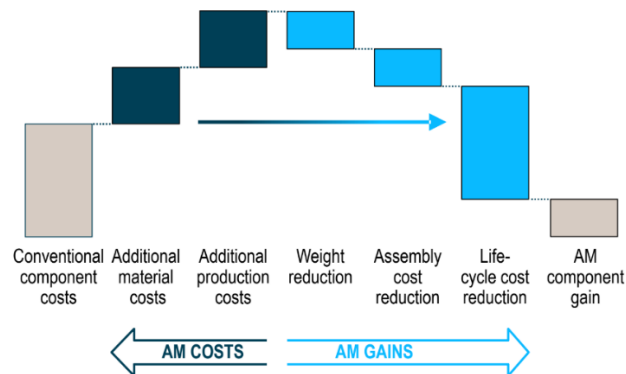 Conventional
component
costs
Additional
material
costs
Additional
production
costs
Weight
reduction
Assembly
cost
reduction
Life-
cycle cost
reduction
AM
component
gain
AM COSTS
AM GAINS